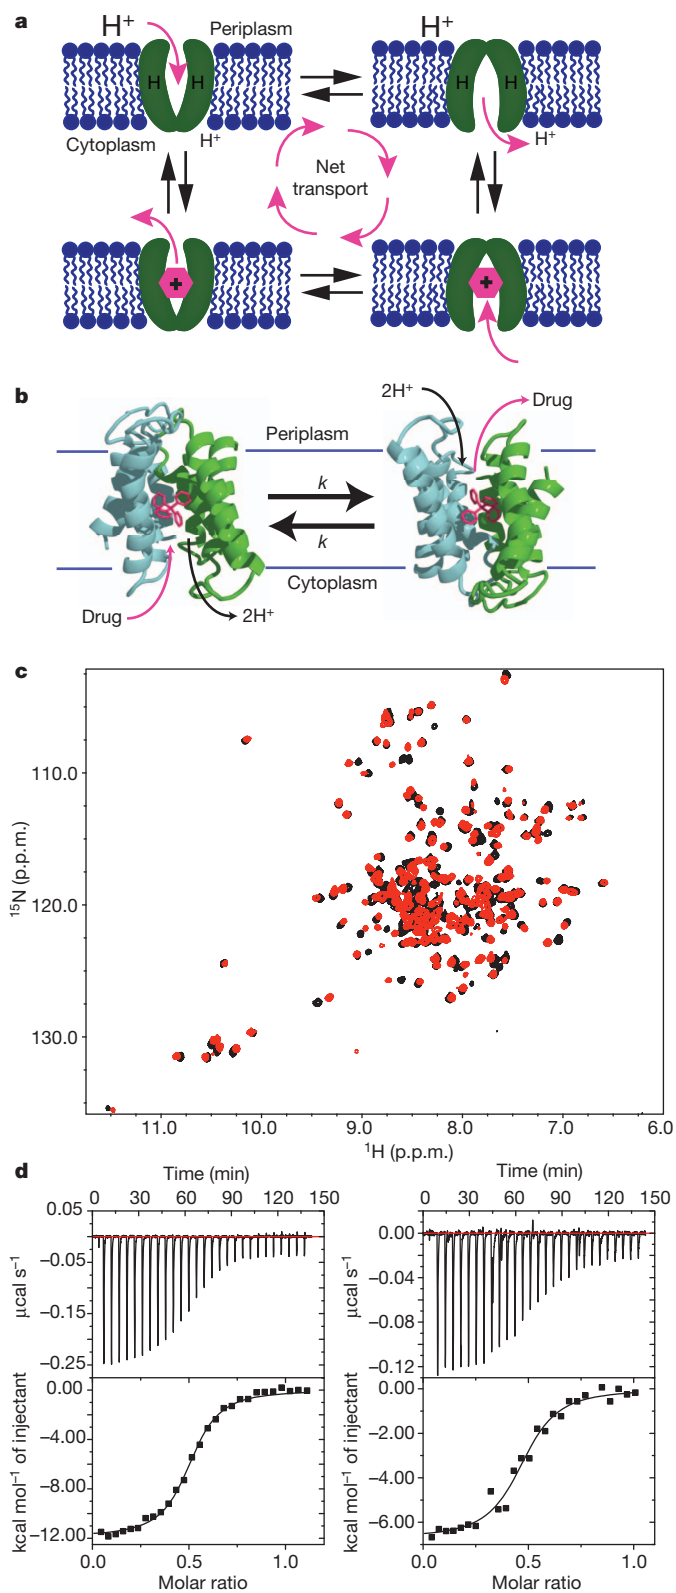 a
H⁺
Periplasm
H⁺
H H
H H
Cytoplasm
H⁺
H⁺
Net
transport
+
+
b
2H⁺
Drug
Periplasm
k
k
Cytoplasm
Drug
2H⁺
c
110.0
120.0
130.0
¹⁵N (p.p.m.)
11.0 10.0 9.0 8.0 7.0 6.0
¹H (p.p.m.)
d
Time (min)
0 30 60 90 120 150
0.05
−0.05
−0.15
−0.25
µcal s⁻¹
0.00
−4.00
−8.00
−12.00
kcal mol⁻¹ of injectant
0.0 0.5 1.0
Molar ratio
Time (min)
0 30 60 90 120 150
0.00
−0.04
−0.08
−0.12
µcal s⁻¹
0.00
−2.00
−4.00
−6.00
kcal mol⁻¹ of injectant
0.0 0.5 1.0
Molar ratio